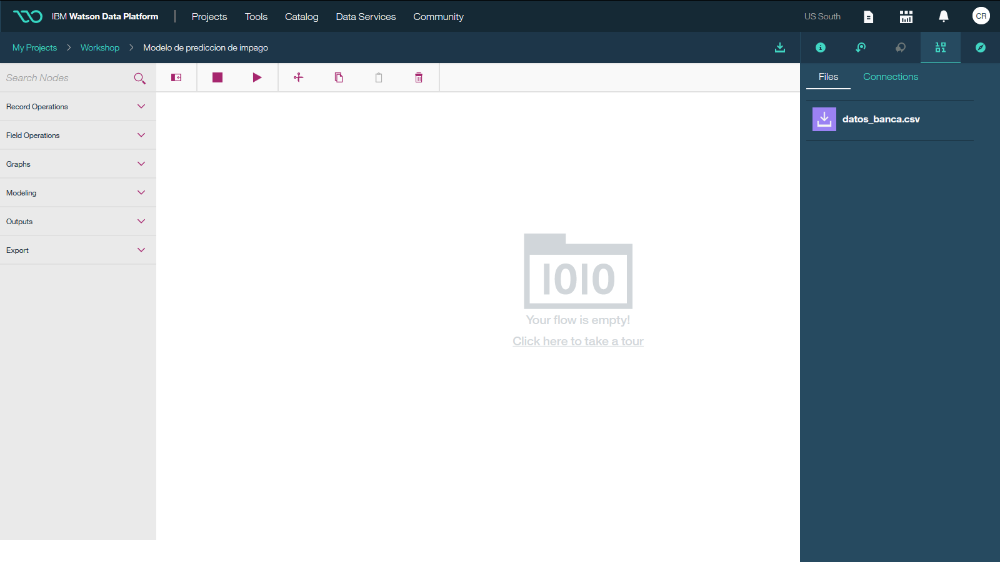 IBM Watson Data Platform | Projects Tools Catalog Data Services Community US South CR
My Projects > Workshop > Modelo de prediccion de impago
Search Nodes
Record Operations
Field Operations
Graphs
Modeling
Outputs
Export
1010
Your flow is empty!
Click here to take a tour
Files Connections
datos_banca.csv